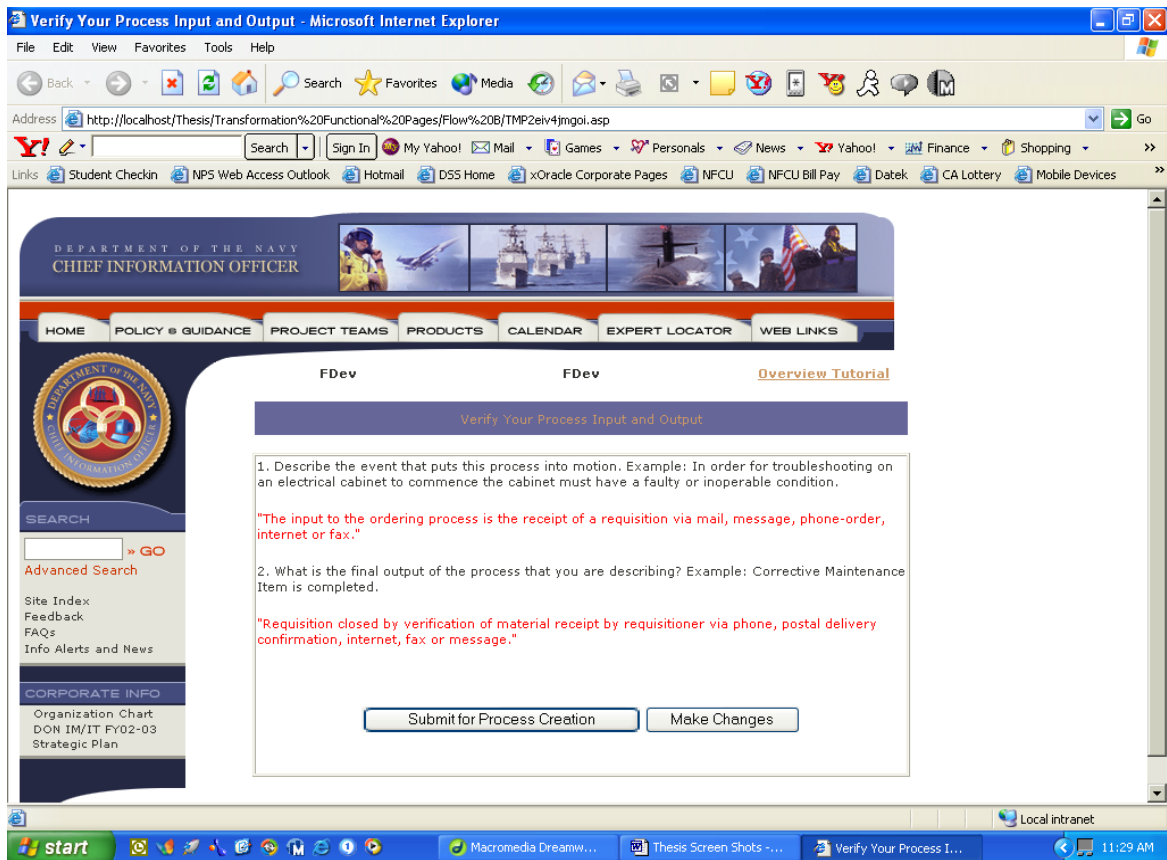 Verify Your Process Input and Output - Microsoft Internet Explorer
File Edit View Favorites Tools Help
Back Search Favorites Media
Address http://localhost/Thesis/Transformation%20Functional%20Pages/Flow%20B/TMP2eiv4jmgoi.asp Go
Y! Search Sign In My Yahoo! Mail Games Personals News Yahoo! Finance Shopping »
Links Student Checkin NPS Web Access Outlook Hotmail DSS Home xOracle Corporate Pages NFCU NFCU Bill Pay Datek CA Lottery Mobile Devices »
DEPARTMENT OF THE NAVY
CHIEF INFORMATION OFFICER
HOME POLICY & GUIDANCE PROJECT TEAMS PRODUCTS CALENDAR EXPERT LOCATOR WEB LINKS
DEPARTMENT OF THE NAVY
CHIEF INFORMATION OFFICER
INFORMATION
FDev FDev Overview Tutorial
Verify Your Process Input and Output
1. Describe the event that puts this process into motion. Example: In order for troubleshooting on
an electrical cabinet to commence the cabinet must have a faulty or inoperable condition.
"The input to the ordering process is the receipt of a requisition via mail, message, phone-order,
internet or fax."
2. What is the final output of the process that you are describing? Example: Corrective Maintenance
Item is completed.
"Requisition closed by verification of material receipt by requisitioner via phone, postal delivery
confirmation, internet, fax or message."
Submit for Process Creation Make Changes
SEARCH
» GO
Advanced Search
Site Index
Feedback
FAQs
Info Alerts and News
CORPORATE INFO
Organization Chart
DON IM/IT FY02-03
Strategic Plan
Local intranet
start Macromedia Dreamw... Thesis Screen Shots -... Verify Your Process I... 11:29 AM